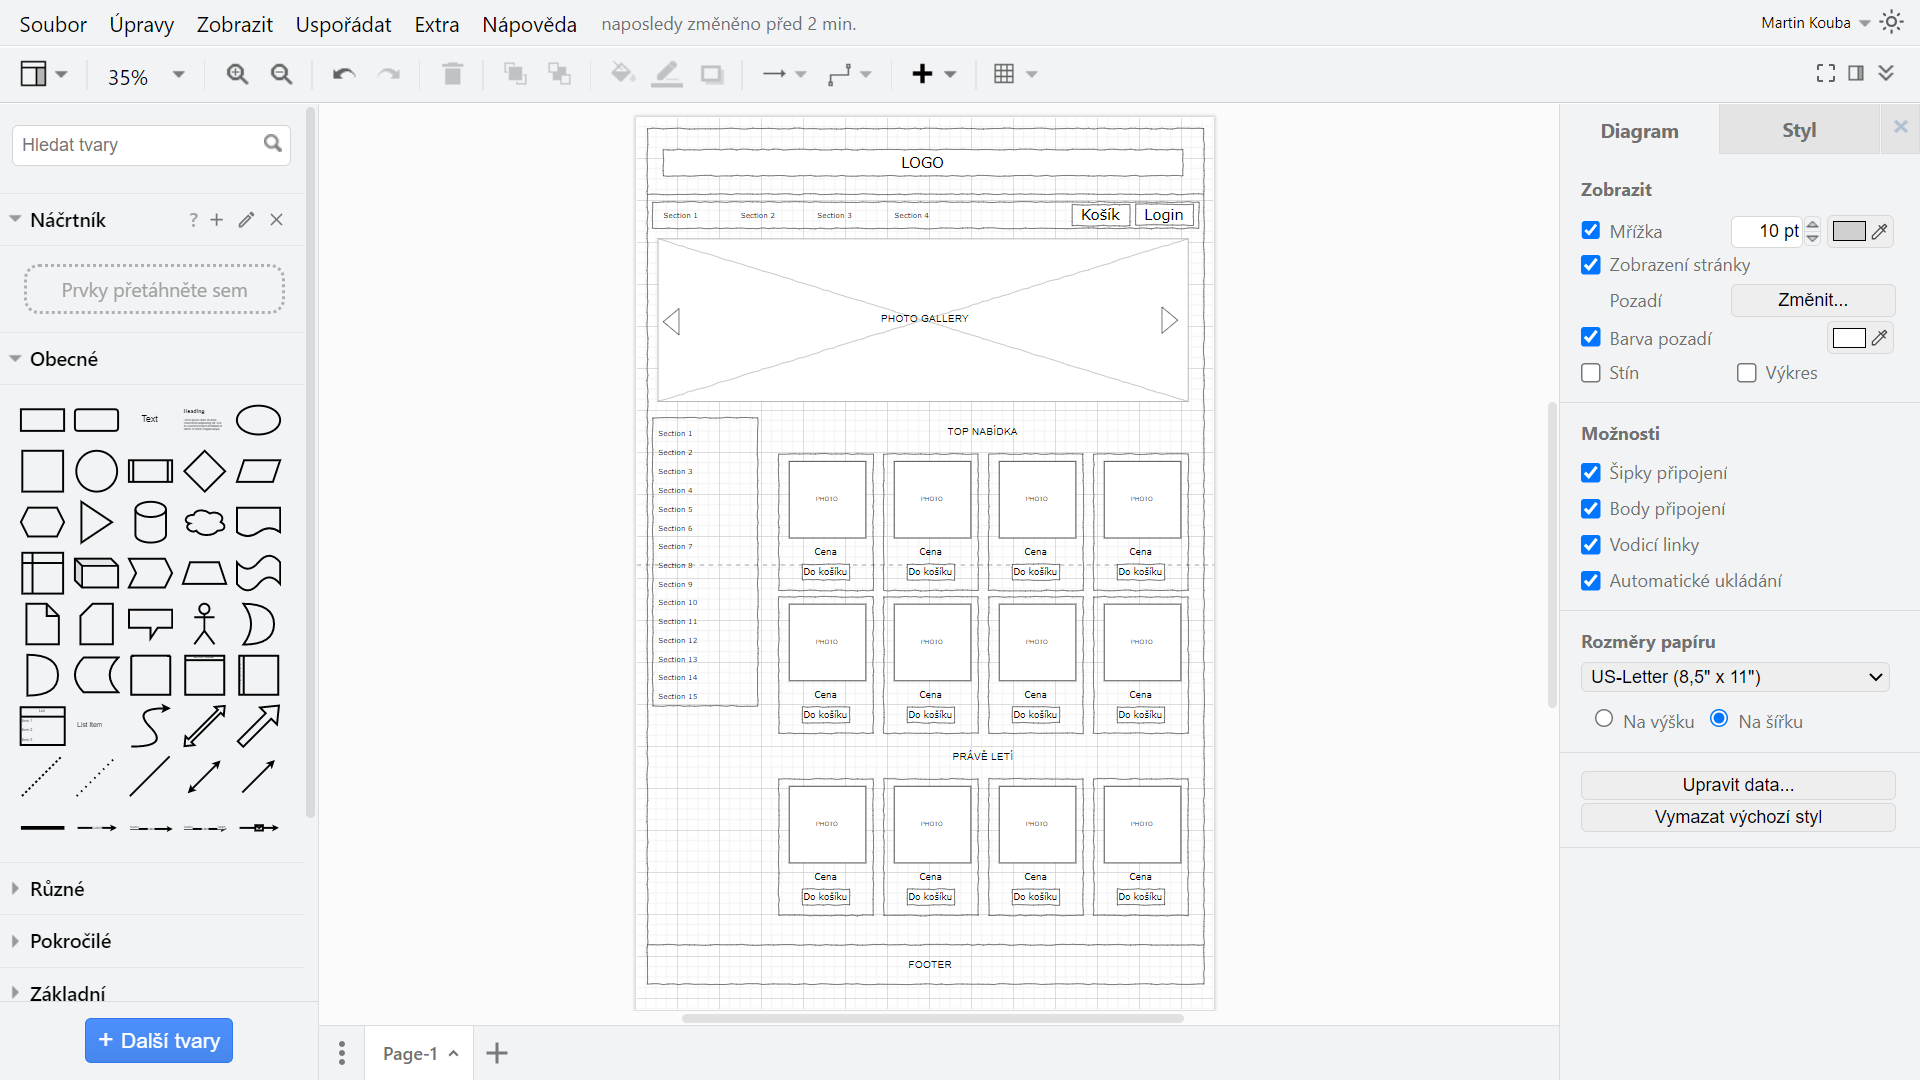 Soubor Úpravy Zobrazit Uspořádat Extra Nápověda naposledy změněno před 2 min. Martin Kouba
35%
Hledat tvary
Náčrtník ?
Prvky přetáhněte sem
Obecné
Text
Heading
List Item
Různé
Pokročilé
Základní
+ Další tvary
LOGO
Section 1 Section 2 Section 3 Section 4 Košík Login
PHOTO GALLERY
Section 1
Section 2
Section 3
Section 4
Section 5
Section 6
Section 7
Section 8
Section 9
Section 10
Section 11
Section 12
Section 13
Section 14
Section 15
TOP NABÍDKA
PHOTO PHOTO PHOTO PHOTO
Cena Cena Cena Cena
Do košíku Do košíku Do košíku Do košíku
PHOTO PHOTO PHOTO PHOTO
Cena Cena Cena Cena
Do košíku Do košíku Do košíku Do košíku
PRÁVĚ LETÍ
PHOTO PHOTO PHOTO PHOTO
Cena Cena Cena Cena
Do košíku Do košíku Do košíku Do košíku
FOOTER
Page-1
Diagram Styl
Zobrazit
Mřížka 10 pt
Zobrazení stránky
Pozadí Změnit...
Barva pozadí
Stín Výkres
Možnosti
Šipky připojení
Body připojení
Vodicí linky
Automatické ukládání
Rozměry papíru
US-Letter (8,5" x 11")
Na výšku Na šířku
Upravit data...
Vymazat výchozí styl